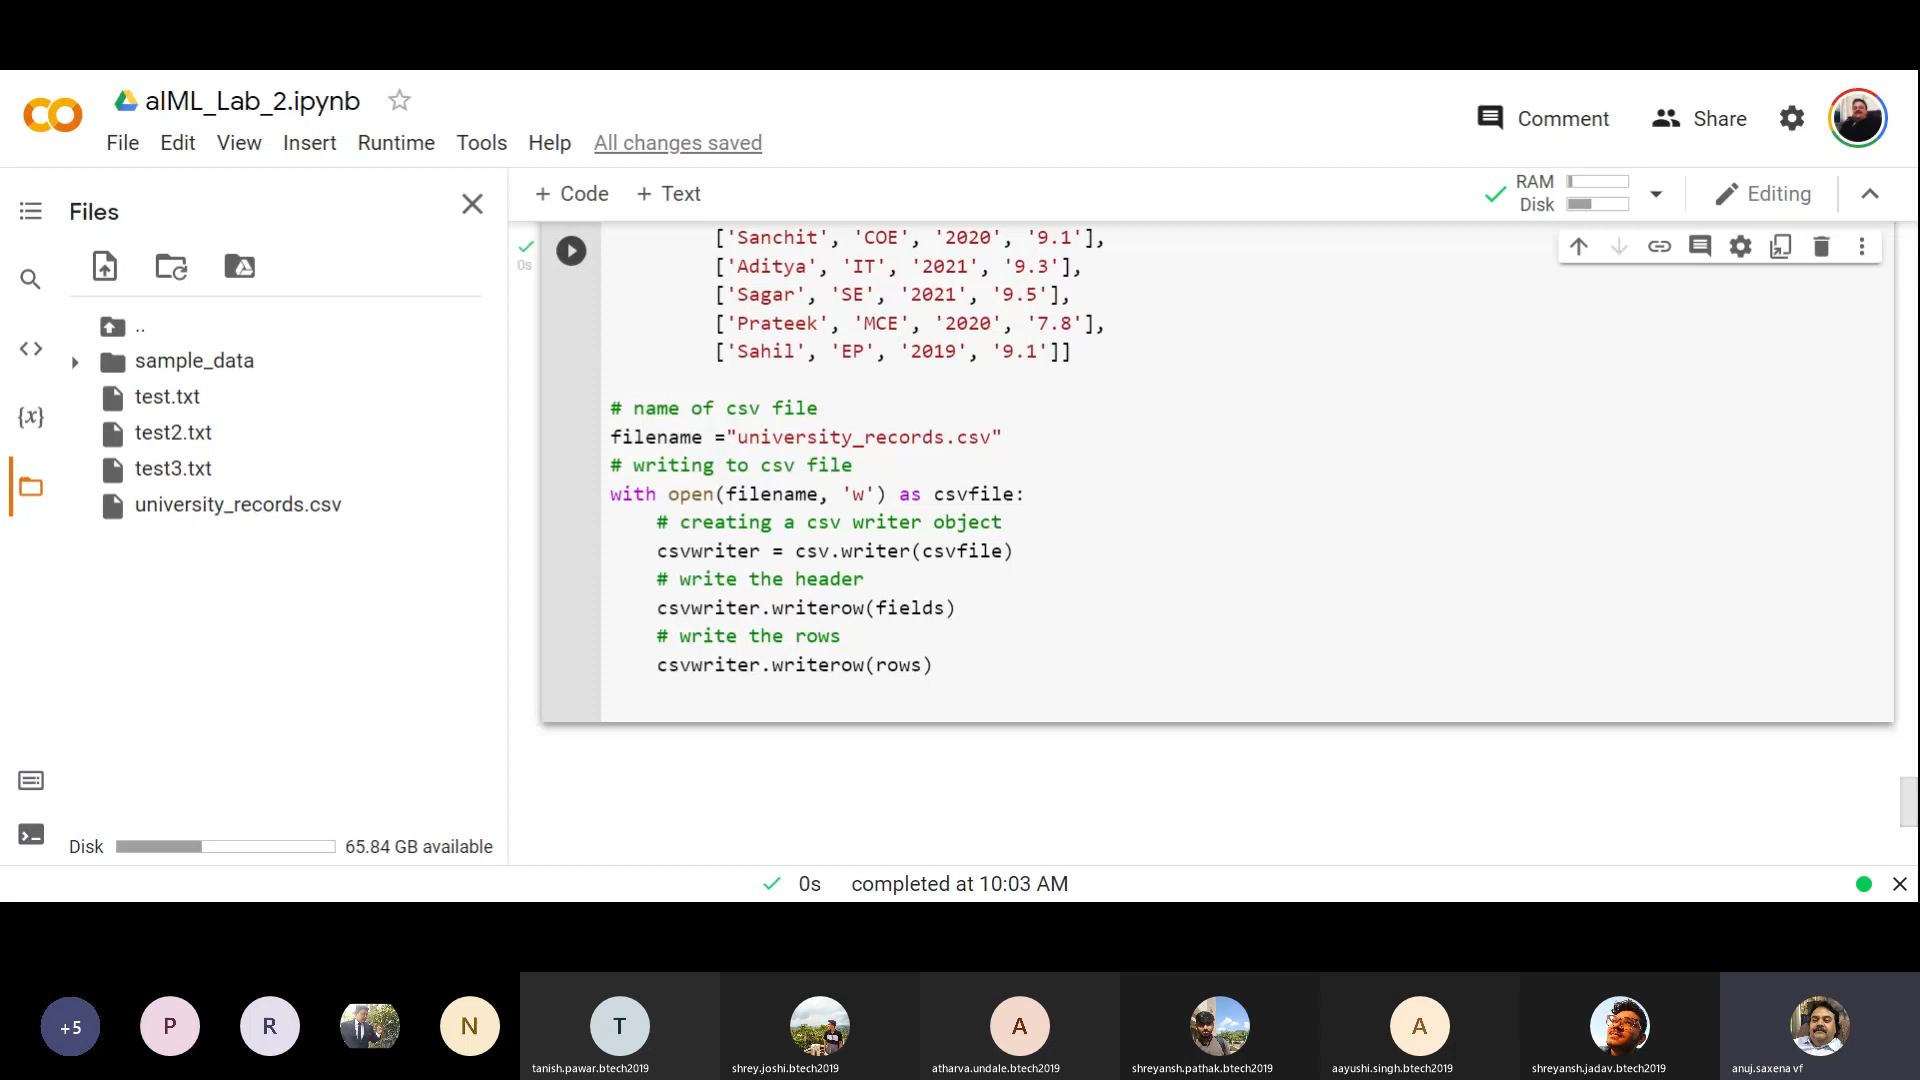 aIML_Lab_2.ipynb
File Edit View Insert Runtime Tools Help All changes saved
Comment Share
Files
+ Code + Text
RAM
Disk
Editing
0s
['Sanchit', 'COE', '2020', '9.1'],
['Aditya', 'IT', '2021', '9.3'],
['Sagar', 'SE', '2021', '9.5'],
['Prateek', 'MCE', '2020', '7.8'],
['Sahil', 'EP', '2019', '9.1']]
# name of csv file
filename ="university_records.csv"
# writing to csv file
with open(filename, 'w') as csvfile:
# creating a csv writer object
csvwriter = csv.writer(csvfile)
# write the header
csvwriter.writerow(fields)
# write the rows
csvwriter.writerow(rows)
..
sample_data
test.txt
test2.txt
test3.txt
university_records.csv
{x}
Disk 65.84 GB available
0s completed at 10:03 AM
+5 P R N T A A
tanish.pawar.btech2019 shrey.joshi.btech2019 atharva.undale.btech2019 shreyansh.pathak.btech2019 aayushi.singh.btech2019 shreyansh.jadav.btech2019 anuj.saxena vf